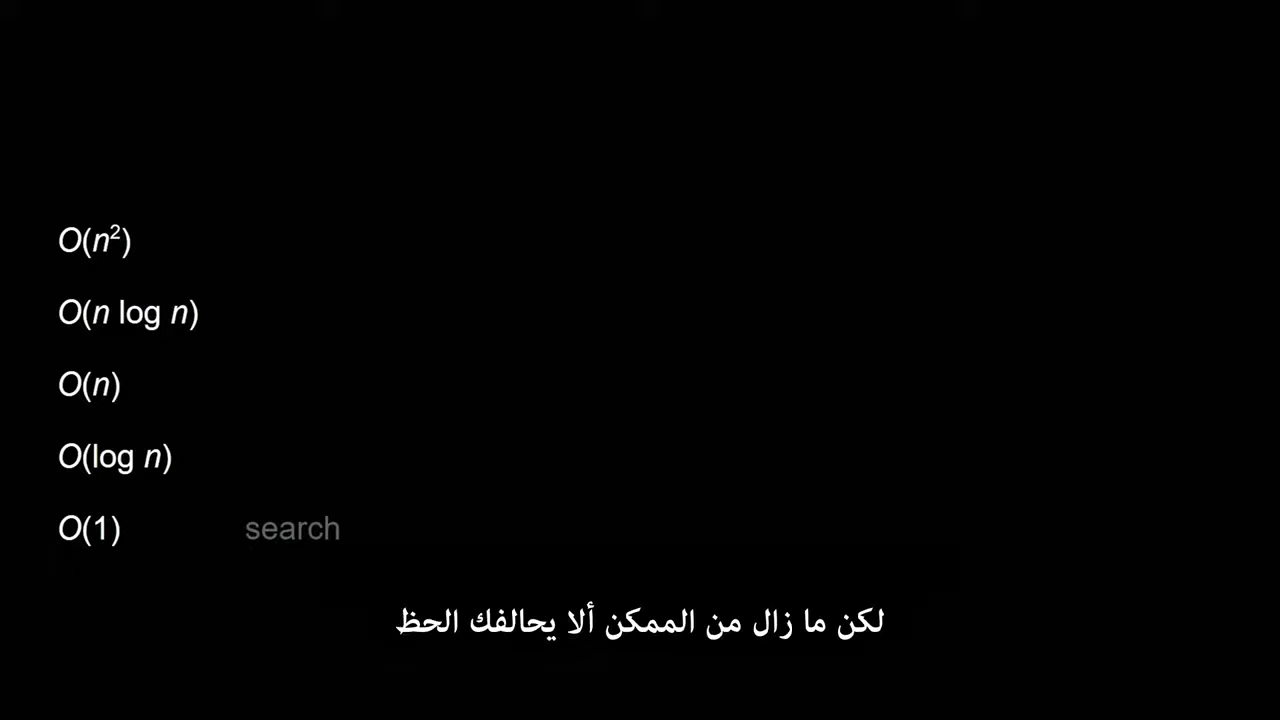 O(n²)
O(n log n)
O(n)
O(log n)
O(1) search
لكن ما زال من الممكن ألا يحالفك الحظ